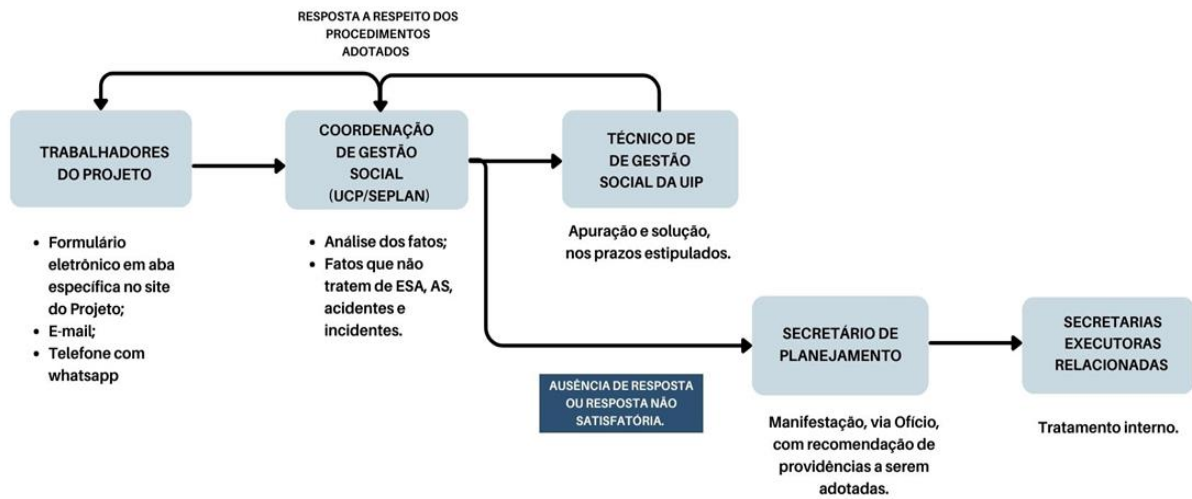 RESPOSTA A RESPEITO DOS
PROCEDIMENTOS
ADOTADOS
TRABALHADORES
DO PROJETO
COORDENAÇÃO
DE GESTÃO
SOCIAL
(UCP/SEPLAN)
TÉCNICO DE
DE GESTÃO
SOCIAL DA UIP
• Formulário
eletrônico em aba
específica no site
do Projeto;
• E-mail;
• Telefone com
whatsapp
• Análise dos fatos;
• Fatos que não
tratem de ESA, AS,
acidentes e
incidentes.
Apuração e solução,
nos prazos estipulados.
SECRETÁRIO DE
PLANEJAMENTO
SECRETARIAS
EXECUTORAS
RELACIONADAS
AUSÊNCIA DE RESPOSTA
OU RESPOSTA NÃO
SATISFATÓRIA.
Manifestação, via Ofício,
com recomendação de
providências a serem
adotadas.
Tratamento interno.